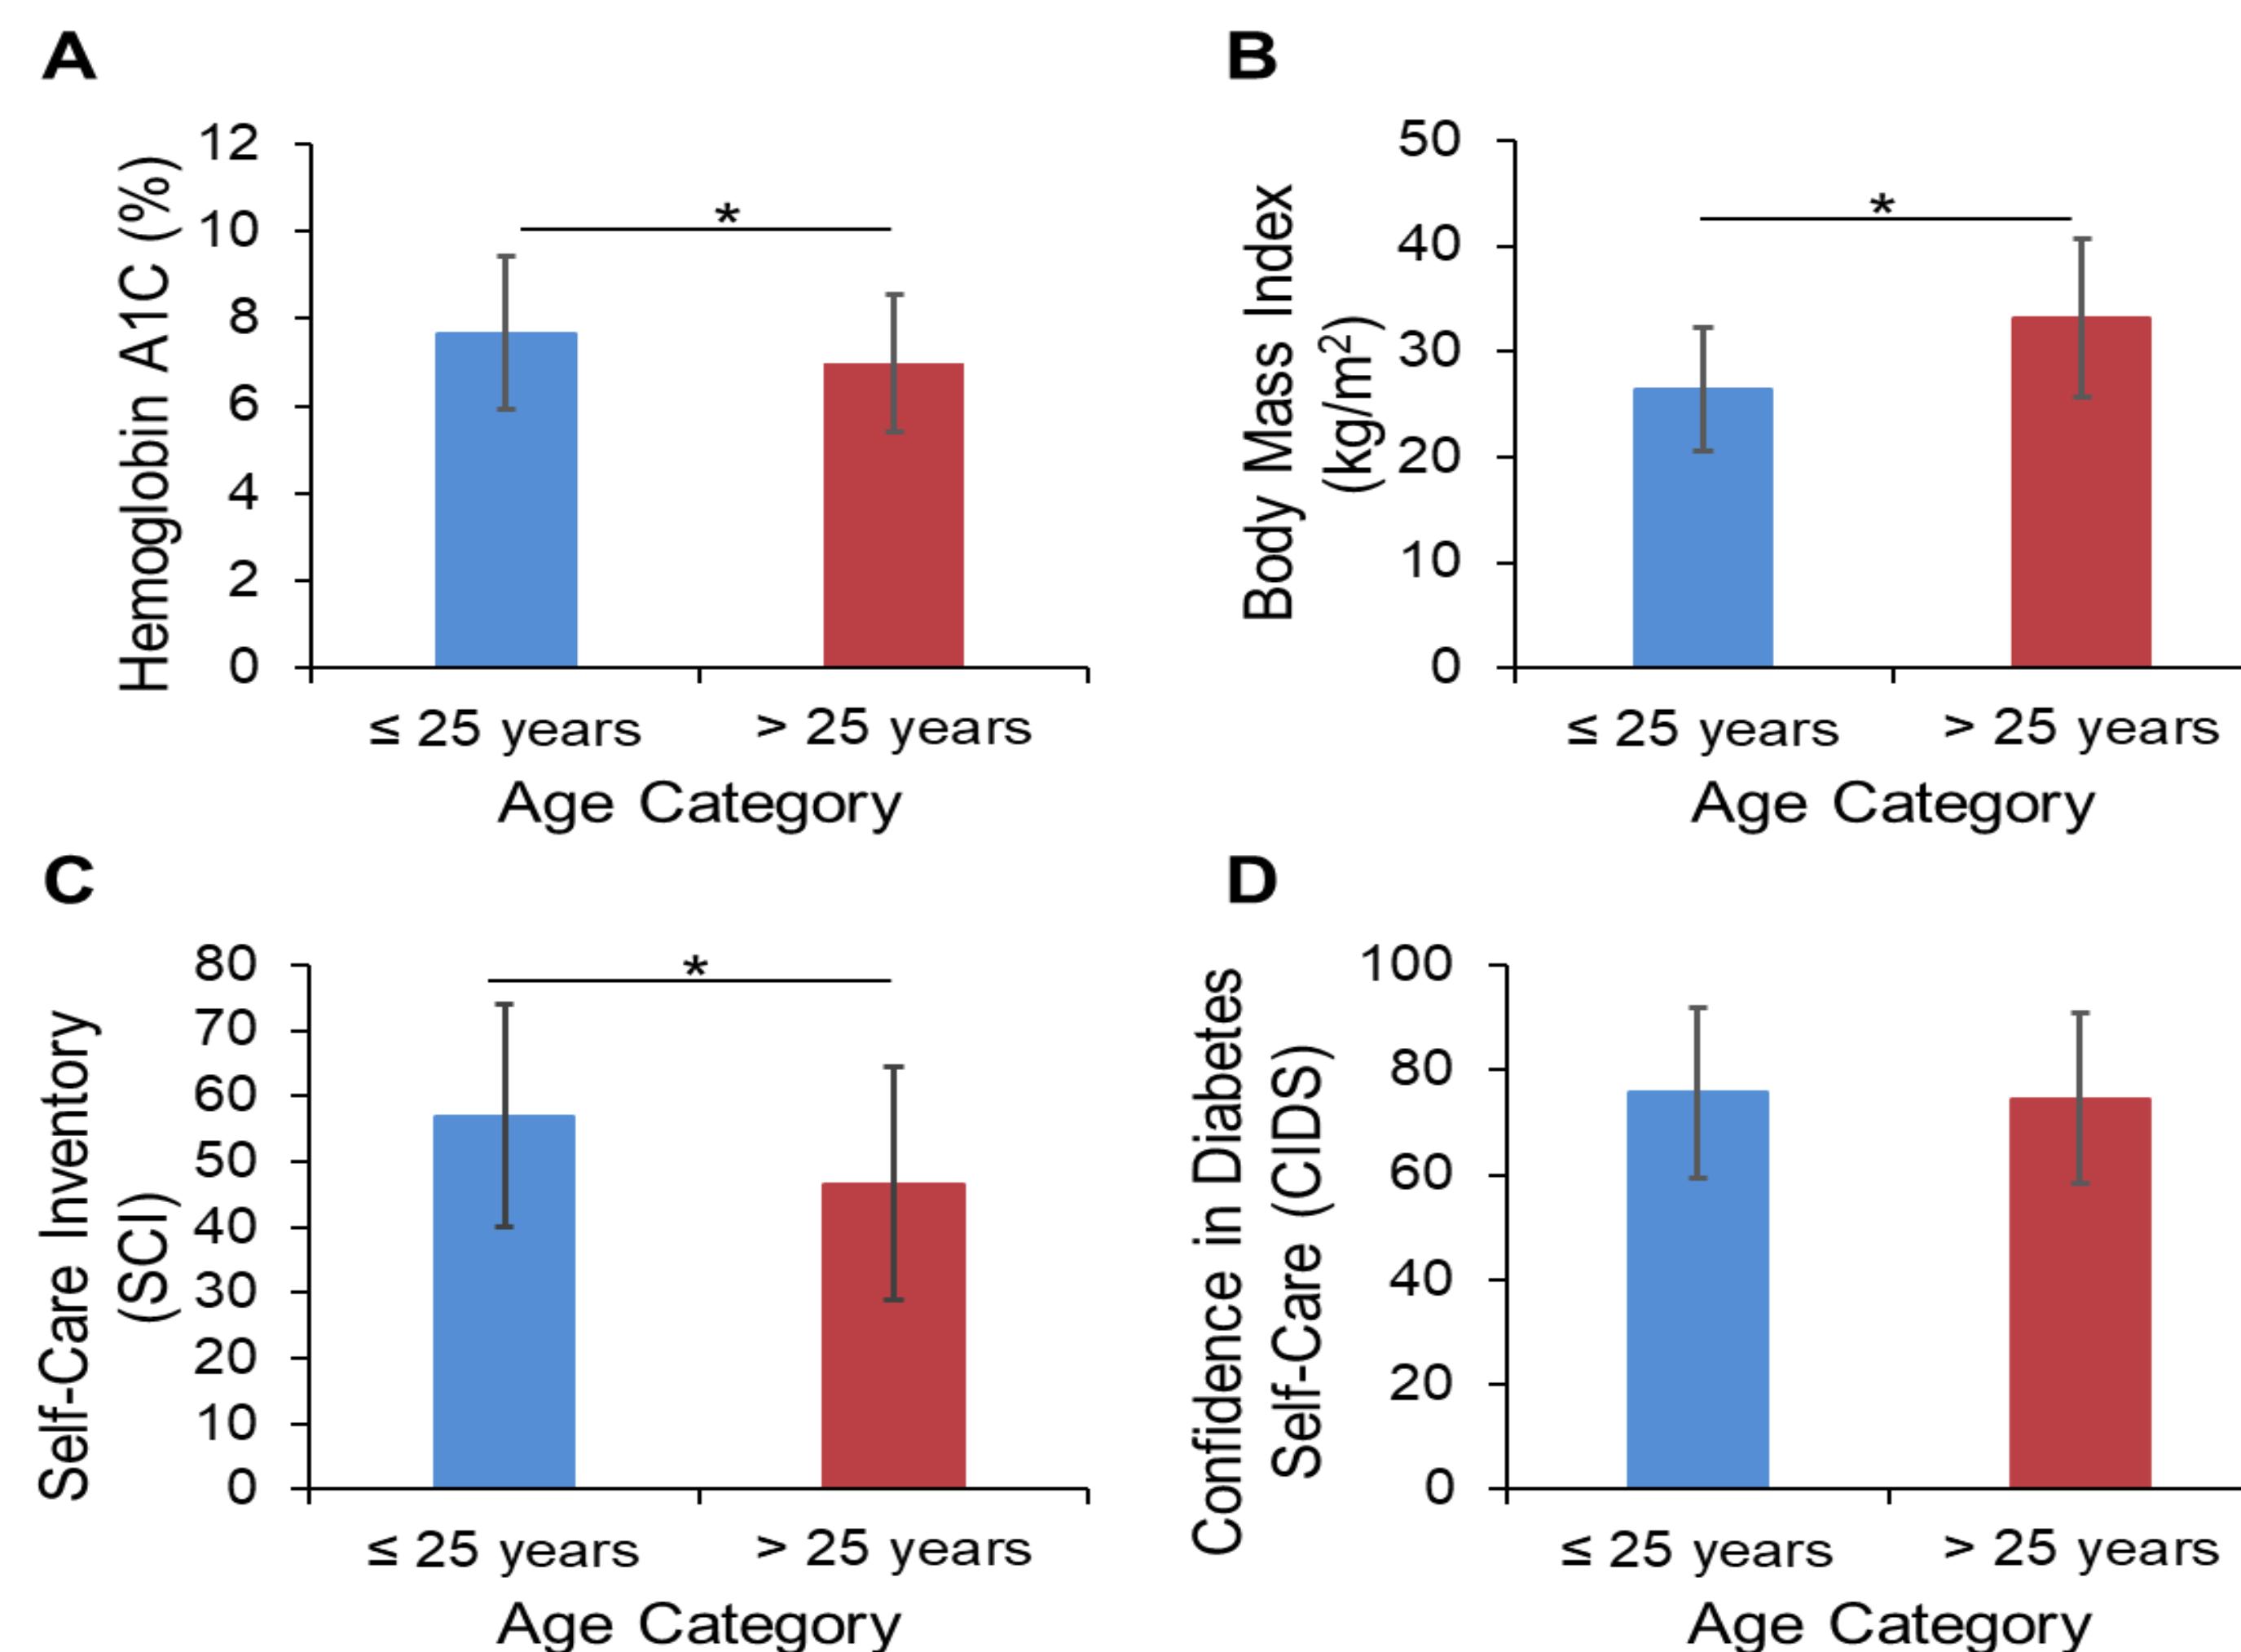 A
Hemoglobin A1C (%)
12
10
8
6
4
2
0
*
≤ 25 years
> 25 years
Age Category
B
Body Mass Index
(kg/m²)
50
40
30
20
10
0
*
≤ 25 years
> 25 years
Age Category
C
Self-Care Inventory
(SCI)
80
70
60
50
40
30
20
10
0
*
≤ 25 years
> 25 years
Age Category
D
Confidence in Diabetes
Self-Care (CIDS)
100
80
60
40
20
0
≤ 25 years
> 25 years
Age Category